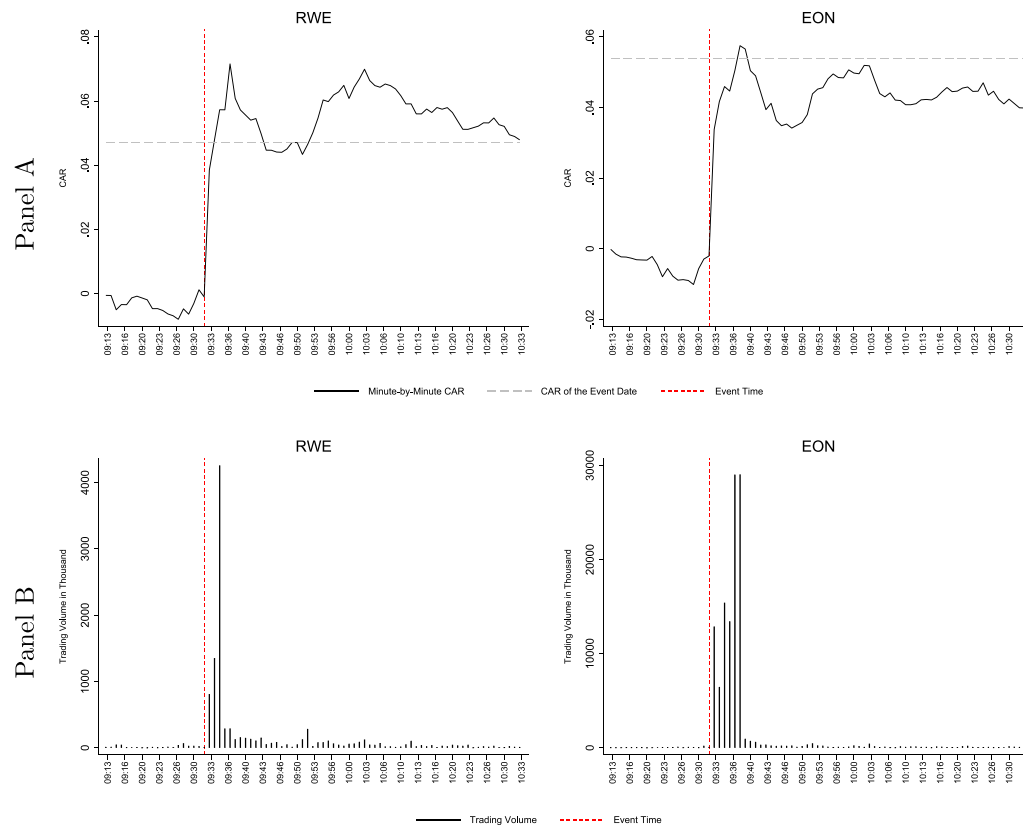 RWE
EON
Panel A
CAR
.08
.06
.04
.02
0
09:13 09:16 09:20 09:23 09:26 09:30 09:33 09:36 09:40 09:43 09:46 09:50 09:53 09:56 10:00 10:03 10:06 10:10 10:13 10:16 10:20 10:23 10:26 10:30 10:33
CAR
.06
.04
.02
0
-.02
09:13 09:16 09:20 09:23 09:26 09:30 09:33 09:36 09:40 09:43 09:46 09:50 09:53 09:56 10:00 10:03 10:06 10:10 10:13 10:16 10:20 10:23 10:26 10:30
Minute-by-Minute CAR CAR of the Event Date Event Time
RWE
EON
Panel B
Trading Volume in Thousand
4000
3000
2000
1000
0
09:13 09:16 09:20 09:23 09:26 09:30 09:33 09:36 09:40 09:43 09:46 09:50 09:53 09:56 10:00 10:03 10:06 10:10 10:13 10:16 10:20 10:23 10:26 10:30 10:33
Trading Volume in Thousand
30000
20000
10000
0
09:13 09:16 09:20 09:23 09:26 09:30 09:33 09:36 09:40 09:43 09:46 09:50 09:53 09:56 10:00 10:03 10:06 10:10 10:13 10:16 10:20 10:23 10:26 10:30
Trading Volume Event Time